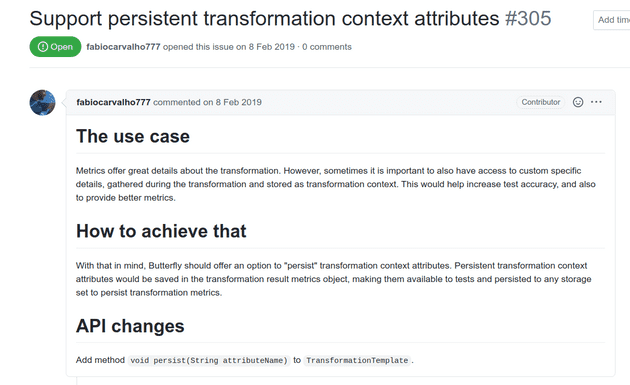 Support persistent transformation context attributes #305
Add time
Open fabiocarvalho777 opened this issue on 8 Feb 2019 · 0 comments
fabiocarvalho777 commented on 8 Feb 2019 Contributor
The use case
Metrics offer great details about the transformation. However, sometimes it is important to also have access to custom specific
details, gathered during the transformation and stored as transformation context. This would help increase test accuracy, and also
to provide better metrics.
How to achieve that
With that in mind, Butterfly should offer an option to "persist" transformation context attributes. Persistent transformation context
attributes would be saved in the transformation result metrics object, making them available to tests and persisted to any storage
set to persist transformation metrics.
API changes
Add method void persist(String attributeName) to TransformationTemplate.